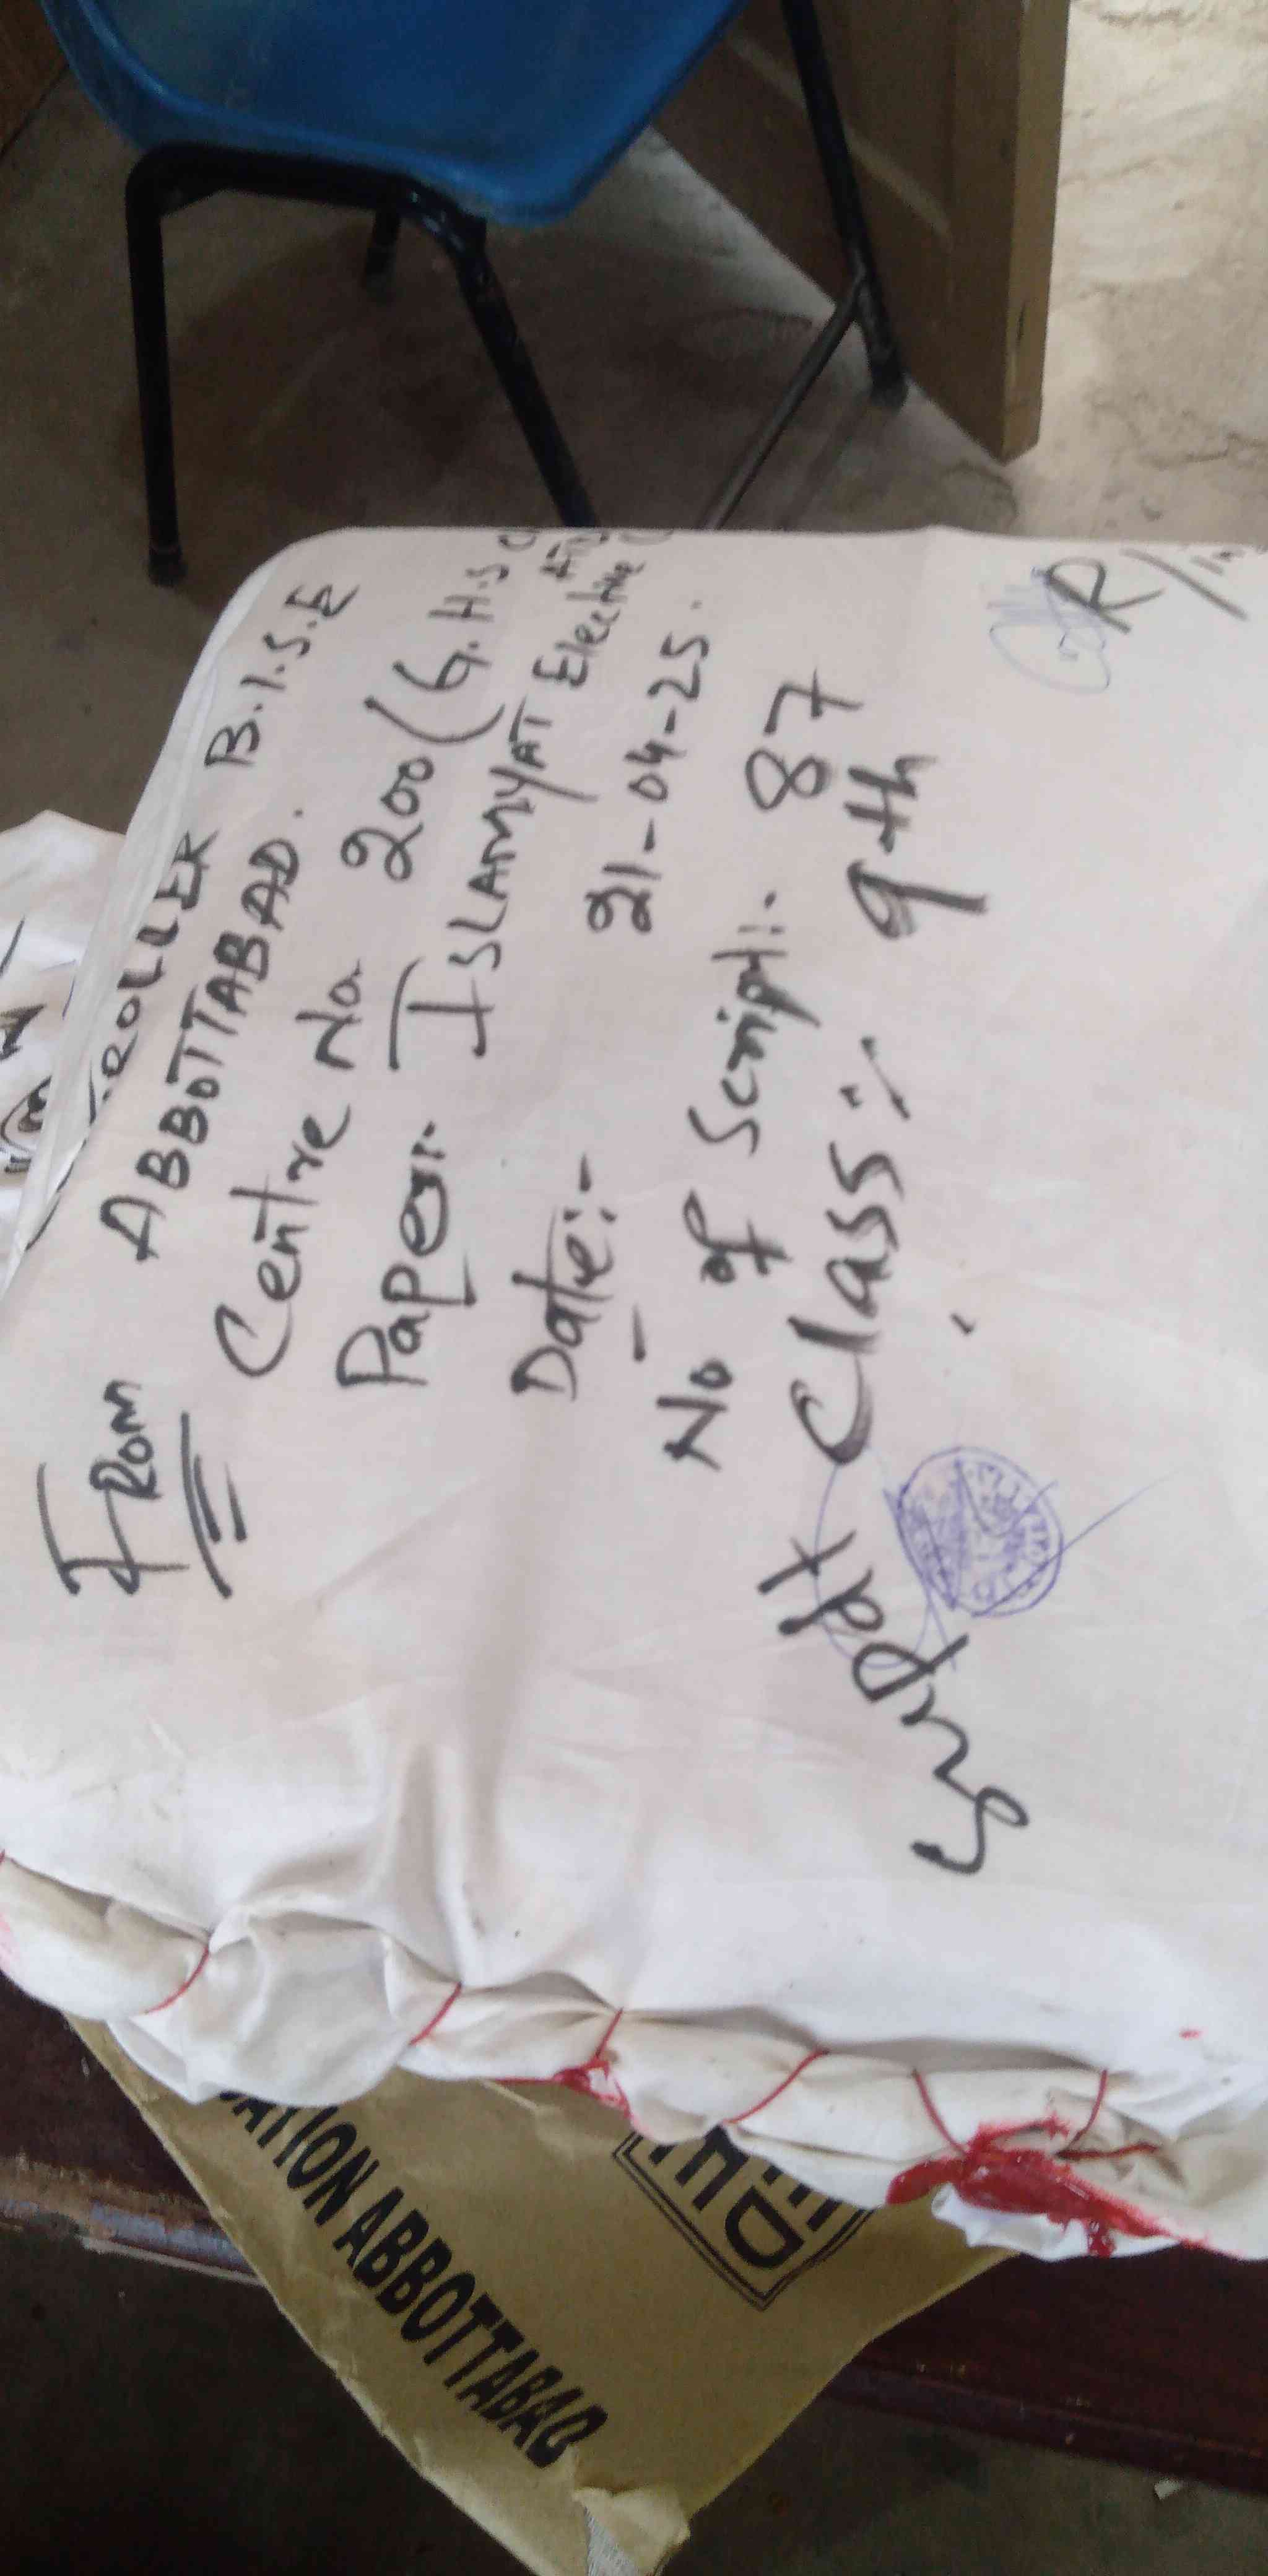 CONTROLLER B.I.S.E
ABBOTTABAD.
From
Centre No. 200 (G.H.S
Paper:- ISLAMYAT Elective
Date:- 21-04-25.
No of Script:- 87
Class:- 9th
Supdt
R/
CATION ABBOTTABAD